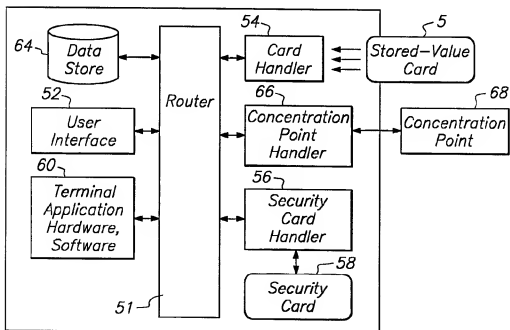 64
Data
Store
52
User
Interface
60
Terminal
Application
Hardware,
Software
Router
51
54
Card
Handler
5
Stored-Value
Card
66
Concentration
Point
Handler
68
Concentration
Point
56
Security
Card
Handler
58
Security
Card